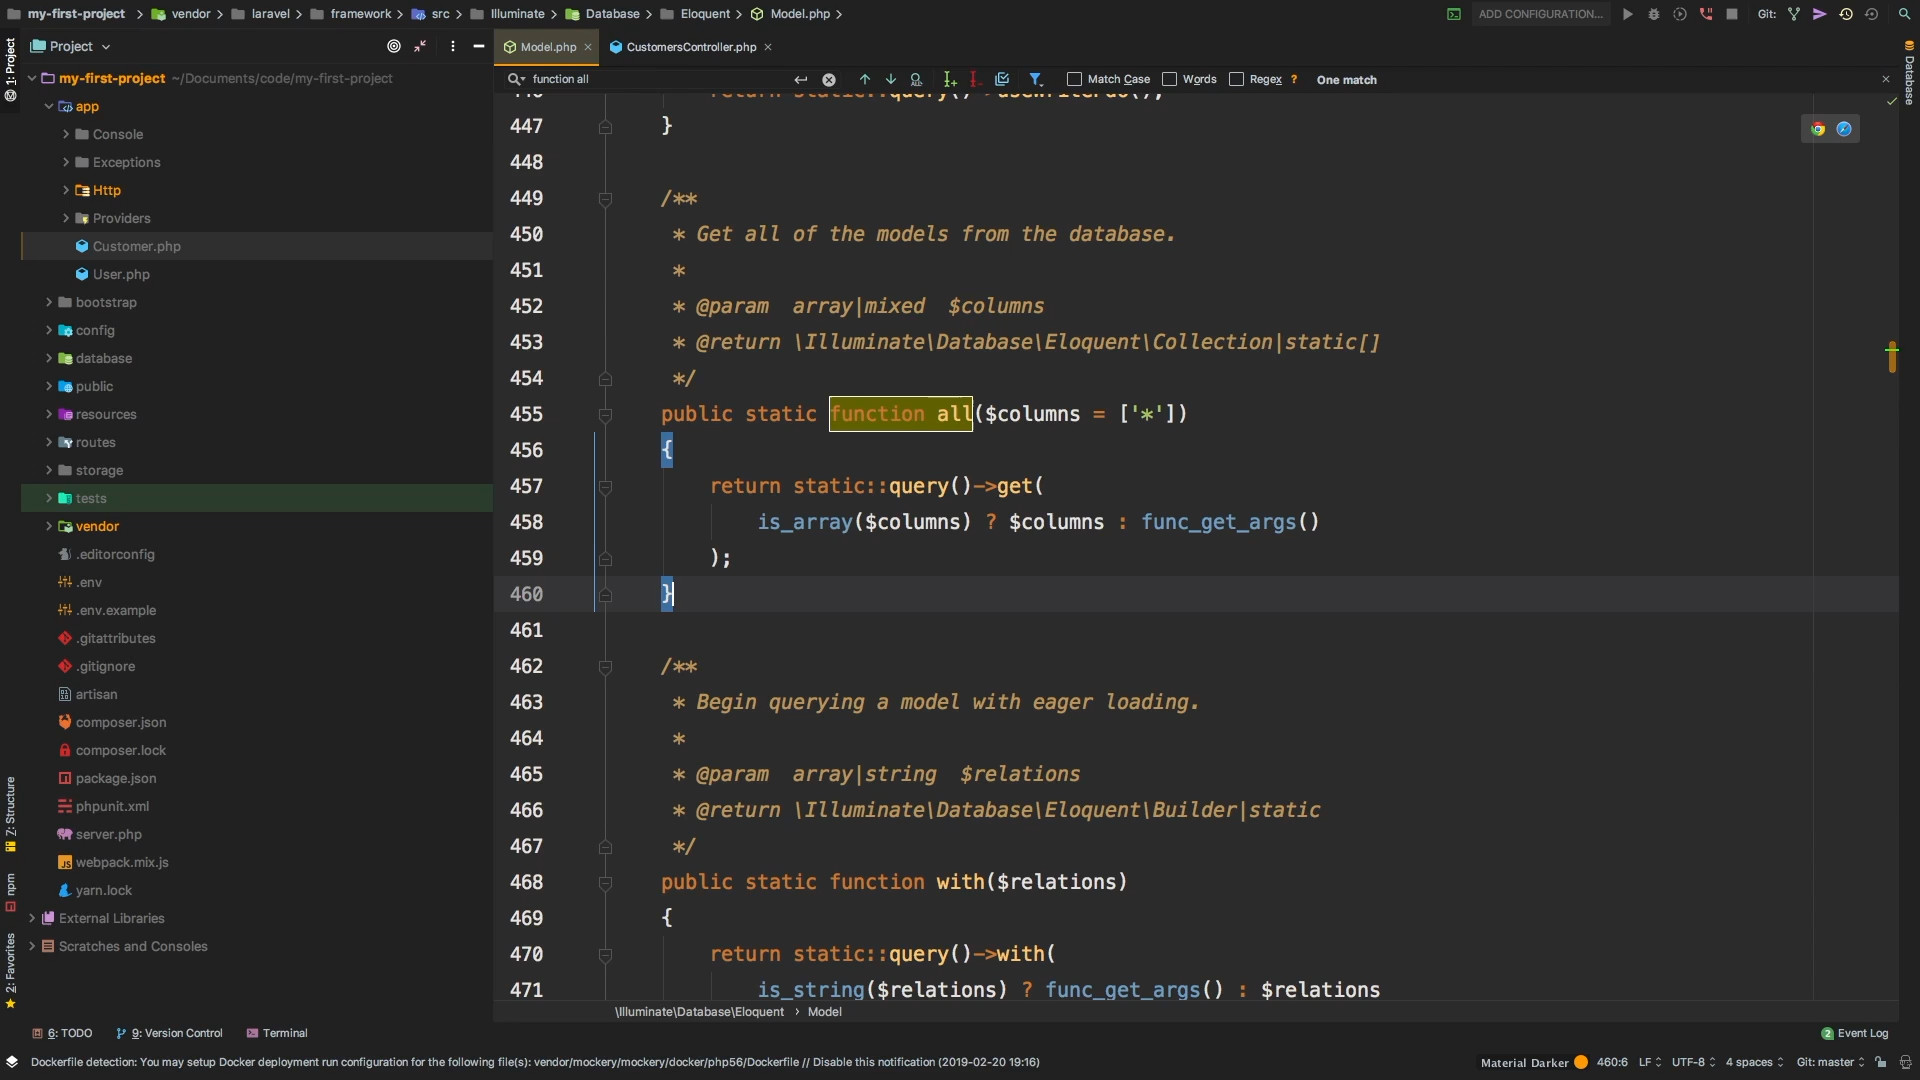 my-first-project vendor laravel framework src Illuminate Database Eloquent Model.php
ADD CONFIGURATION...
Git:
1: Project
Project
my-first-project ~/Documents/code/my-first-project
app
Console
Exceptions
Http
Providers
Customer.php
User.php
bootstrap
config
database
public
resources
routes
storage
tests
vendor
.editorconfig
.env
.env.example
.gitattributes
.gitignore
artisan
composer.json
composer.lock
package.json
phpunit.xml
server.php
webpack.mix.js
yarn.lock
External Libraries
Scratches and Consoles
Z: Structure
npm
2: Favorites
Model.php CustomersController.php
function all Match Case Words Regex ? One match
Database
447 }
448
449 /**
450 * Get all of the models from the database.
451 *
452 * @param  array|mixed  $columns
453 * @return \Illuminate\Database\Eloquent\Collection|static[]
454 */
455 public static function all($columns = ['*'])
456 {
457 return static::query()->get(
458 is_array($columns) ? $columns : func_get_args()
459 );
460 }
461
462 /**
463 * Begin querying a model with eager loading.
464 *
465 * @param  array|string  $relations
466 * @return \Illuminate\Database\Eloquent\Builder|static
467 */
468 public static function with($relations)
469 {
470 return static::query()->with(
471 is_string($relations) ? func_get_args() : $relations
\Illuminate\Database\Eloquent › Model
6: TODO 9: Version Control Terminal 2 Event Log
Dockerfile detection: You may setup Docker deployment run configuration for the following file(s): vendor/mockery/mockery/docker/php56/Dockerfile // Disable this notification (2019-02-20 19:16) Material Darker 460:6 LF UTF-8 4 spaces Git: master